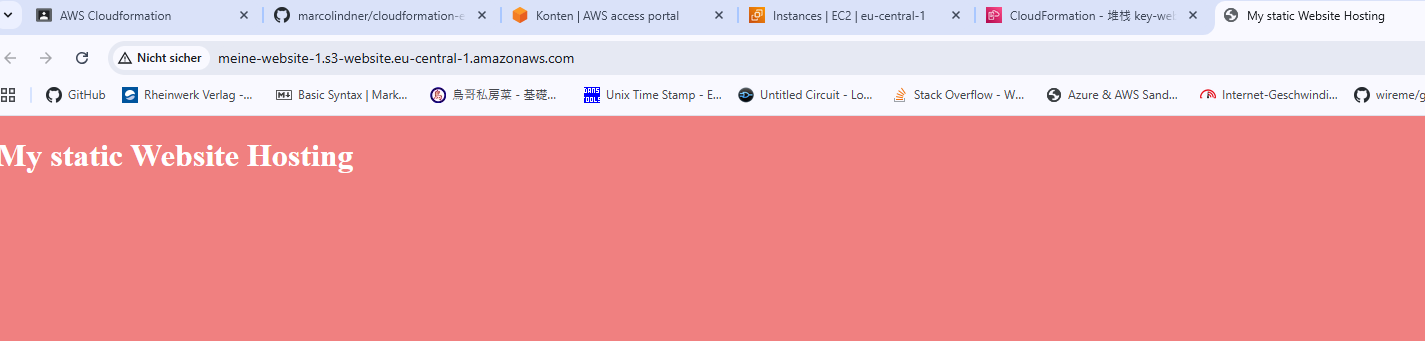 AWS Cloudformation
marcolindner/cloudformation-e
Konten | AWS access portal
Instances | EC2 | eu-central-1
CloudFormation - 堆栈 key-wel
My static Website Hosting
Nicht sicher
meine-website-1.s3-website.eu-central-1.amazonaws.com
GitHub
Rheinwerk Verlag -...
Basic Syntax | Mark...
鳥哥私房菜 - 基礎...
Unix Time Stamp - E...
Untitled Circuit - Lo...
Stack Overflow - W...
Azure & AWS Sand...
Internet-Geschwindi...
wireme/g
My static Website Hosting